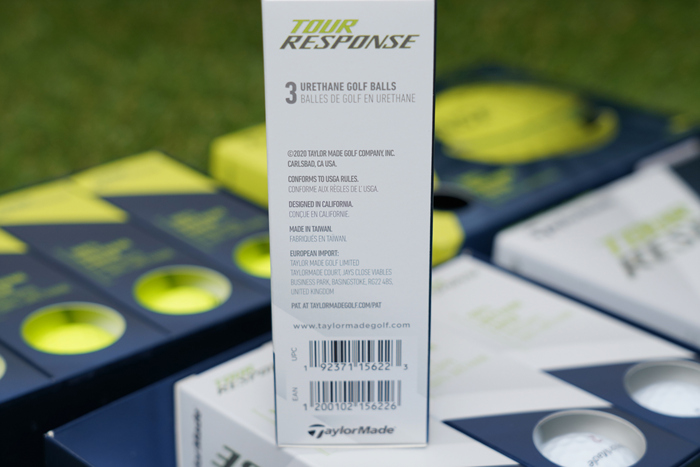 TOUR
RESPONSE
3 URETHANE GOLF BALLS
BALLES DE GOLF EN URETHANE
©2020 TAYLOR MADE GOLF COMPANY, INC.
CARLSBAD, CA USA.
CONFORMS TO USGA RULES.
CONFORME AUX RÈGLES DE L' USGA.
DESIGNED IN CALIFORNIA.
CONÇUE EN CALIFORNIE.
MADE IN TAIWAN.
FABRIQUÉS EN TAIWAN.
EUROPEAN IMPORT:
TAYLOR MADE GOLF LIMITED
TAYLORMADE COURT, JAYS CLOSE VIABLES
BUSINESS PARK, BASINGSTOKE, RG22 4BS,
UNITED KINGDOM
PAT. AT TAYLORMADEGOLF.COM/PAT
www.taylormadegolf.com
UPC
1 92371 15622 3
EAN
1 200102 156226
TaylorMade
TOUR
RESPONSE
RESPONSE
TaylorMade